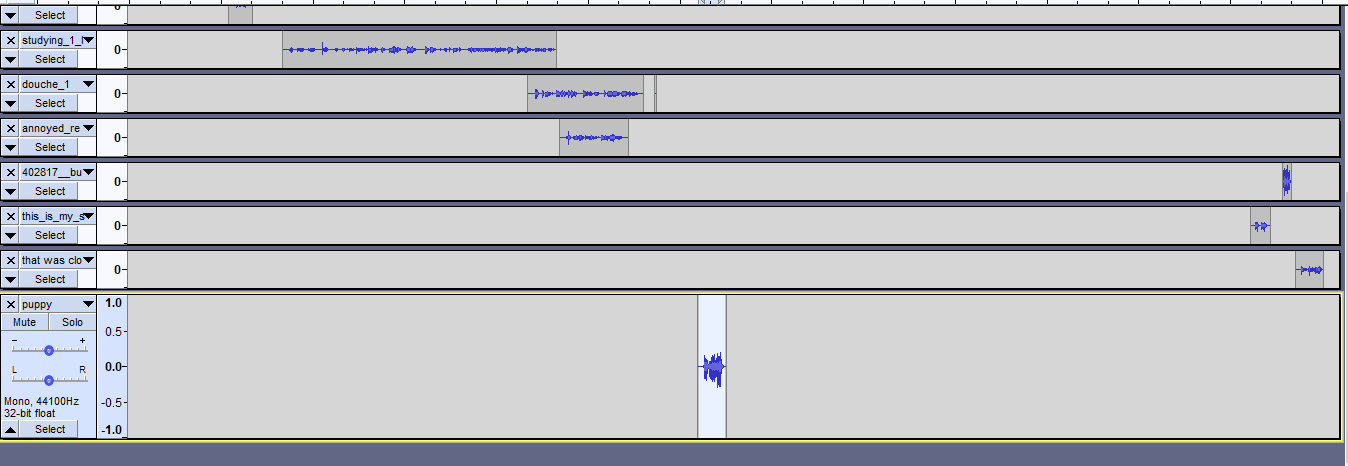 Select
0
studying_1_l
0-
Select
douche_1
0-
Select
annoyed_re
0-
Select
402817__bu
0-
Select
this_is_my_s
0-
Select
that was clo
0-
Select
puppy
1.0
Mute Solo
0.5-
- +
0.0-
L R
Mono, 44100Hz
-0.5-
32-bit float
Select
-1.0